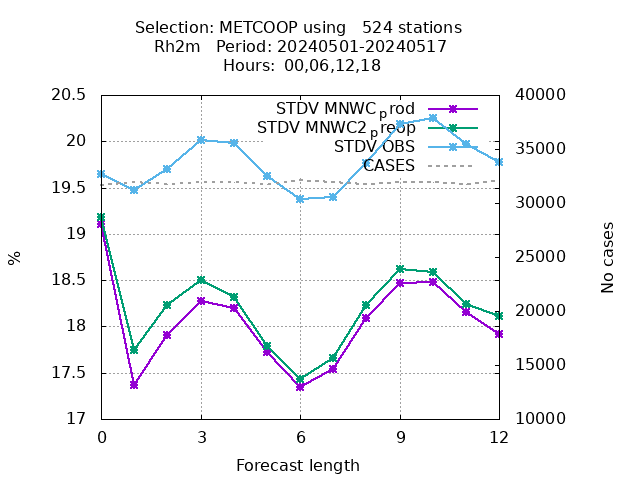 Selection: METCOOP using   524 stations
Rh2m   Period: 20240501-20240517
Hours: 00,06,12,18
STDV MNWC_prod
STDV MNWC2_preop
STDV OBS
CASES
20.5
20
19.5
19
18.5
18
17.5
17
%
40000
35000
30000
25000
20000
15000
10000
No cases
0 3 6 9 12
Forecast length